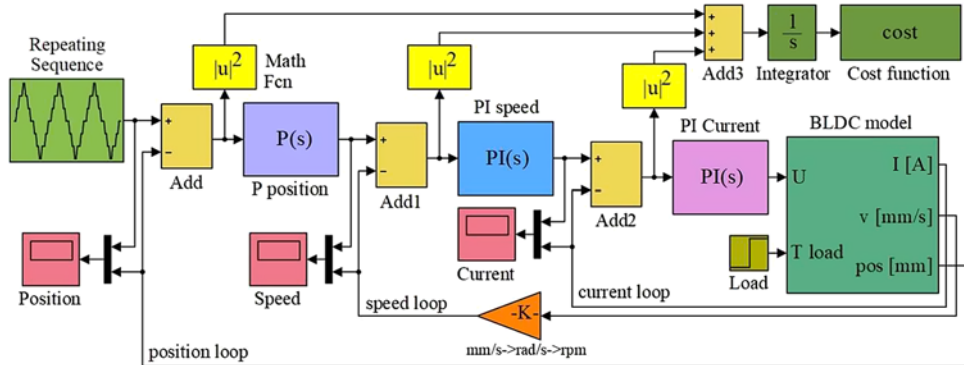 Repeating
Sequence
|u|²
Math
Fcn
|u|²
|u|²
+
+
+
Add3
1
s
Integrator
cost
Cost function
+
−
Add
P(s)
P position
+
−
Add1
PI speed
PI(s)
+
−
Add2
PI Current
PI(s)
BLDC model
U
T load
I [A]
v [mm/s]
pos [mm]
Load
Position
Speed
Current
current loop
speed loop
-K-
mm/s->rad/s->rpm
position loop